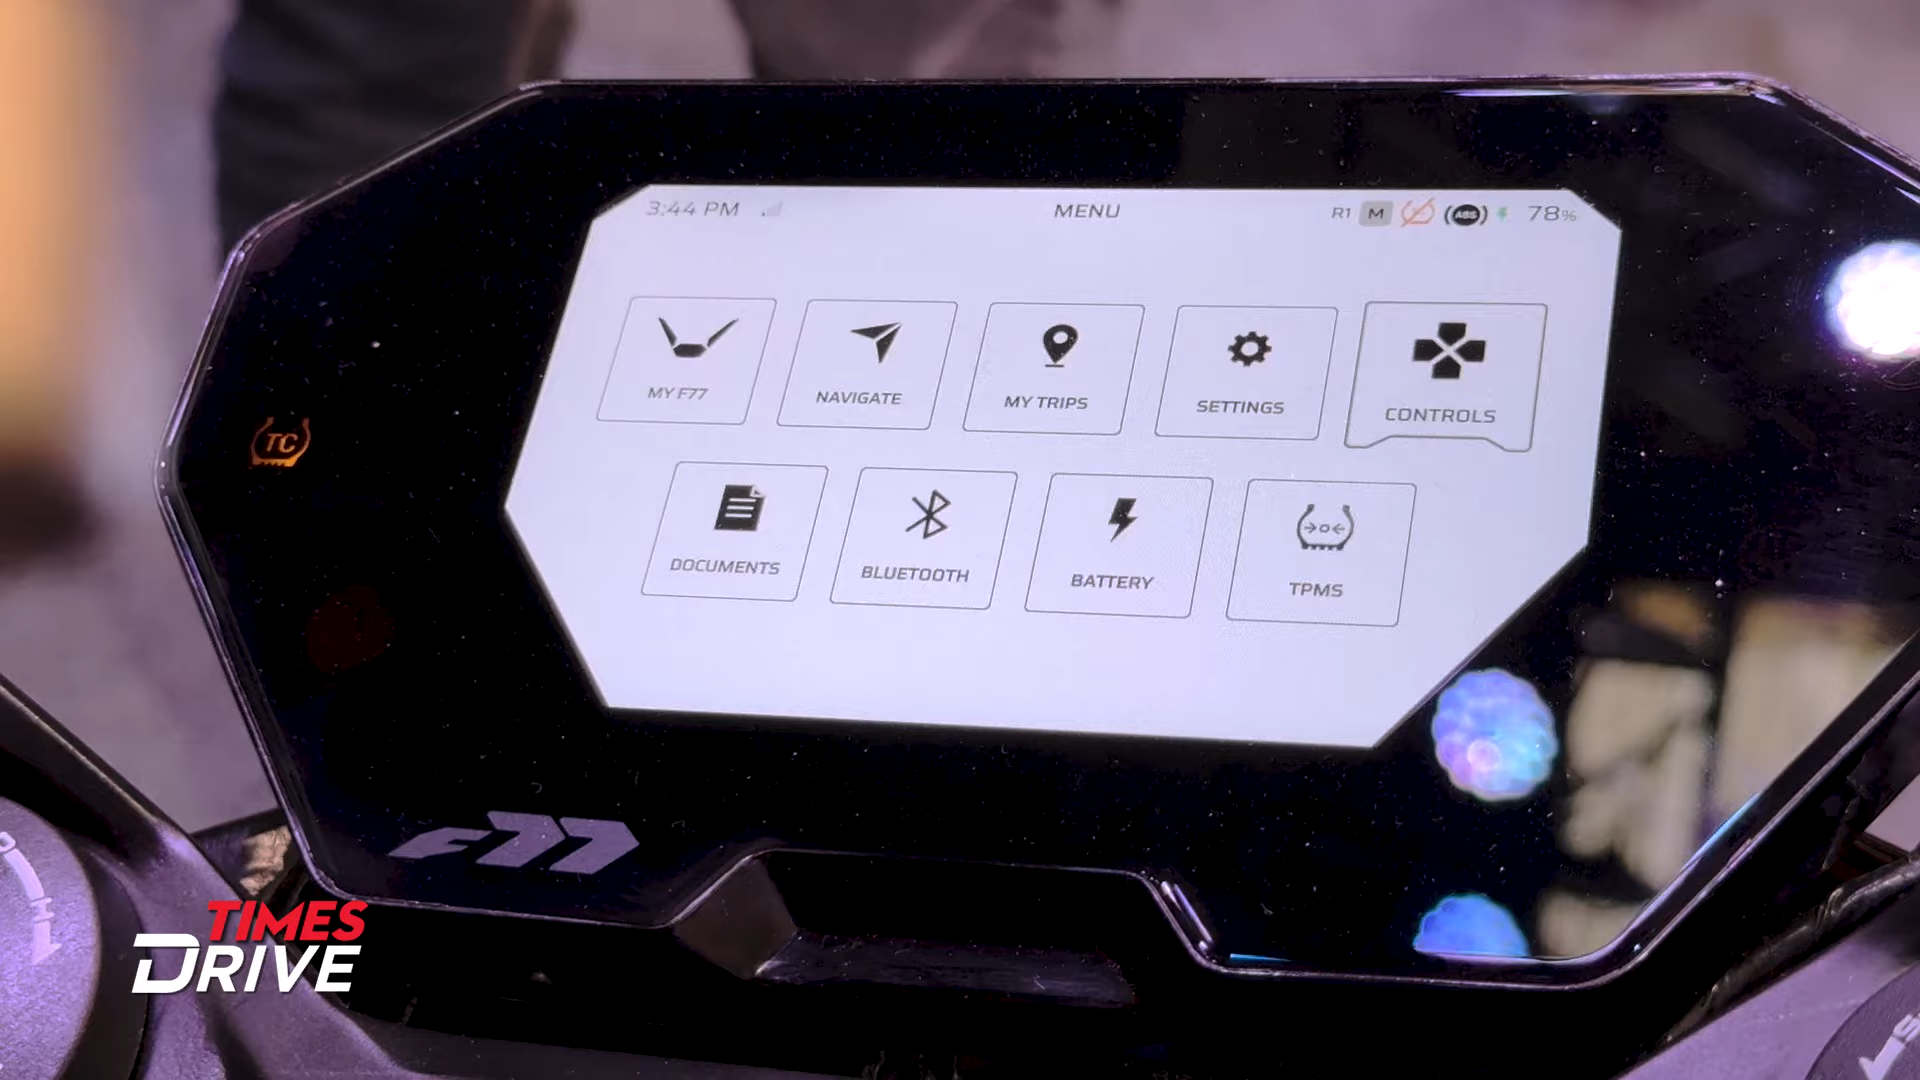 3:44 PM MENU R1 M ABS 78%
MY F77 NAVIGATE MY TRIPS SETTINGS CONTROLS
TC
DOCUMENTS BLUETOOTH BATTERY TPMS
F77
TIMES
DRIVE